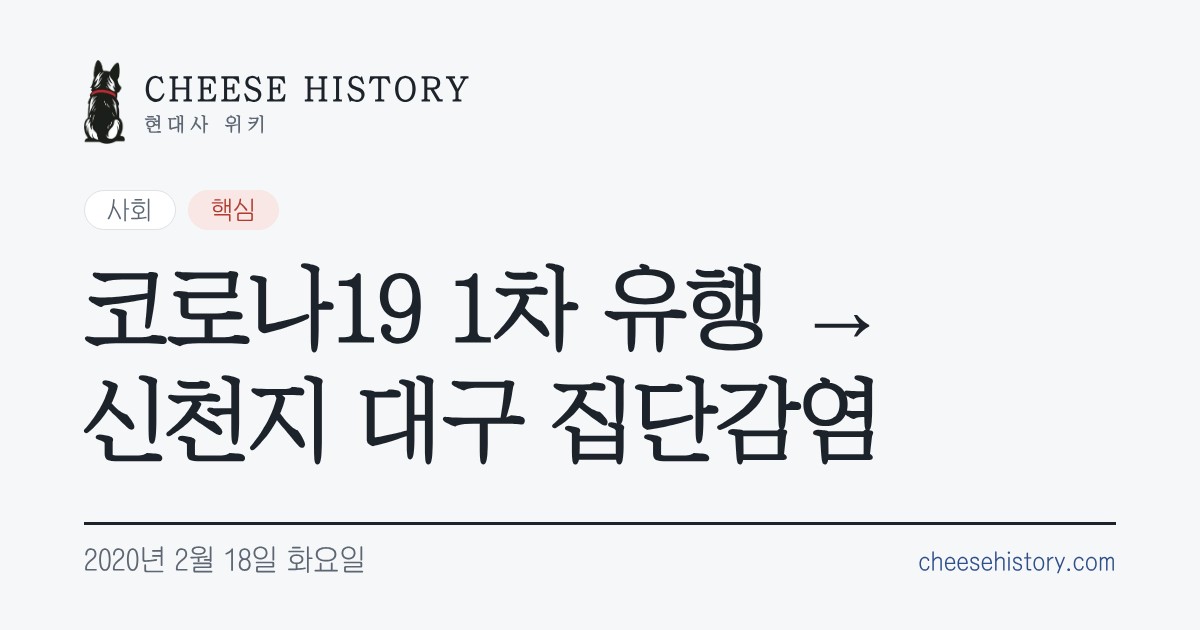 CHEESE HISTORY
현대사 위키
사회 핵심
코로나19 1차 유행 →
신천지 대구 집단감염
2020년 2월 18일 화요일
cheesehistory.com